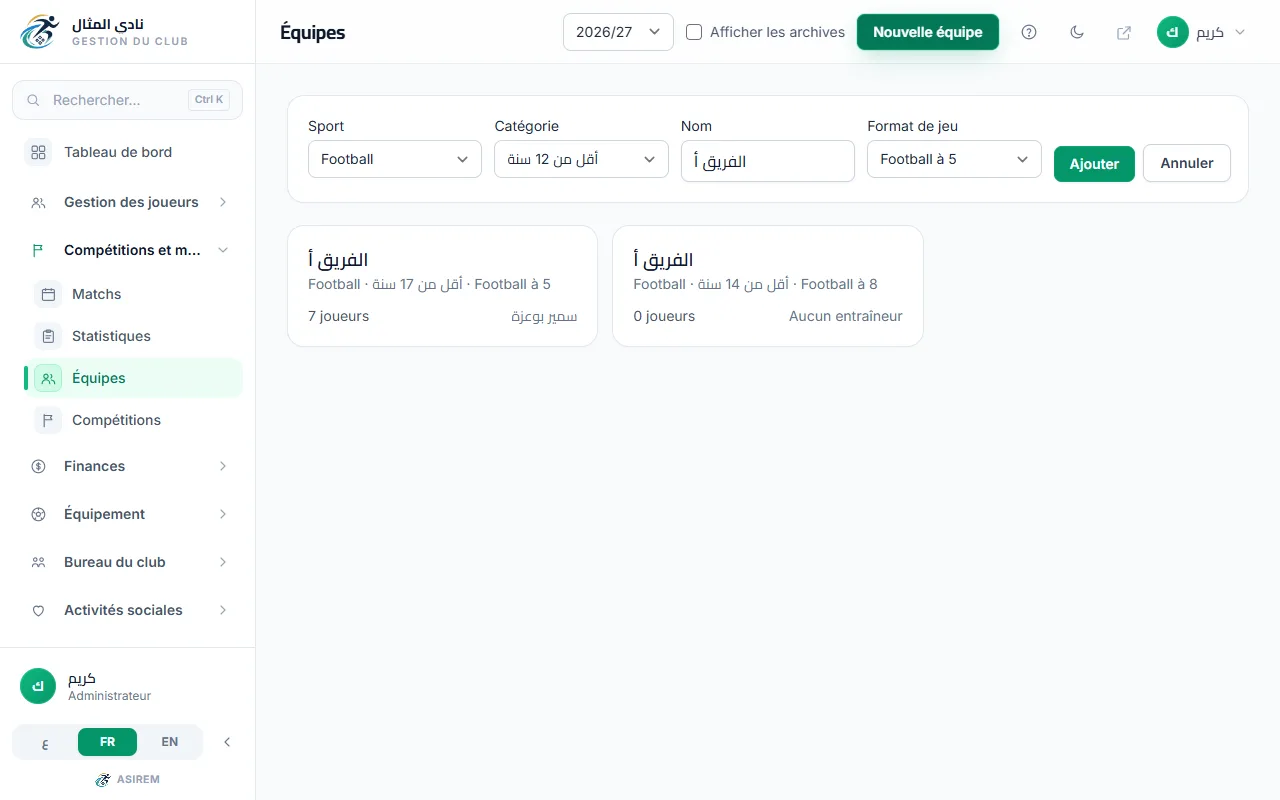 نادي المثال
GESTION DU CLUB
Rechercher...
Ctrl K
Tableau de bord
Gestion des joueurs
Compétitions et m...
Matchs
Statistiques
Équipes
Compétitions
Finances
Équipement
Bureau du club
Activités sociales
ك
كريم
Administrateur
ع
FR
EN
ASIREM
Équipes
2026/27
Afficher les archives
Nouvelle équipe
ك
كريم
Sport
Catégorie
Nom
Format de jeu
Football
أقل من 12 سنة
الفريق أ
Football à 5
Ajouter
Annuler
الفريق أ
Football · أقل من 17 سنة · Football à 5
7 joueurs
سمير بوعزة
الفريق أ
Football · أقل من 14 سنة · Football à 8
0 joueurs
Aucun entraîneur